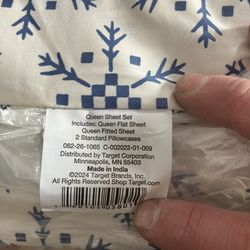 Queen Sheet Set
Includes: Queen Flat Sheet
Queen Fitted Sheet
2 Standard Pillowcases
062-26-1065 C-002022-01-069
Distributed by Target Corporation
Minneapolis, MN 55403
Made in India
©2024 Target Brands, Inc.
All Rights Reserved Shop Target.com